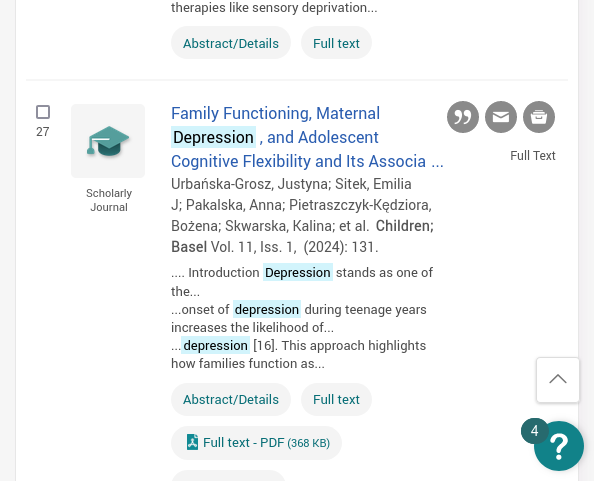 therapies like sensory deprivation...
Abstract/Details Full text
27
Scholarly
Journal
Family Functioning, Maternal
Depression , and Adolescent
Cognitive Flexibility and Its Associa ...
Full Text
Urbańska-Grosz, Justyna; Sitek, Emilia
J; Pakalska, Anna; Pietraszczyk-Kędziora,
Bożena; Skwarska, Kalina; et al. Children;
Basel Vol. 11, Iss. 1, (2024): 131.
.... Introduction Depression stands as one of
the...
...onset of depression during teenage years
increases the likelihood of...
...depression [16]. This approach highlights
how families function as...
Abstract/Details Full text
Full text - PDF (368 KB)
4
?